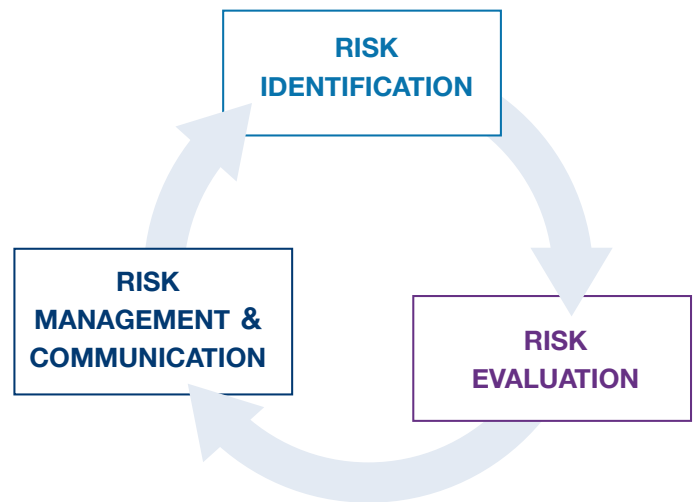 RISK
IDENTIFICATION
RISK
MANAGEMENT &
COMMUNICATION
RISK
EVALUATION